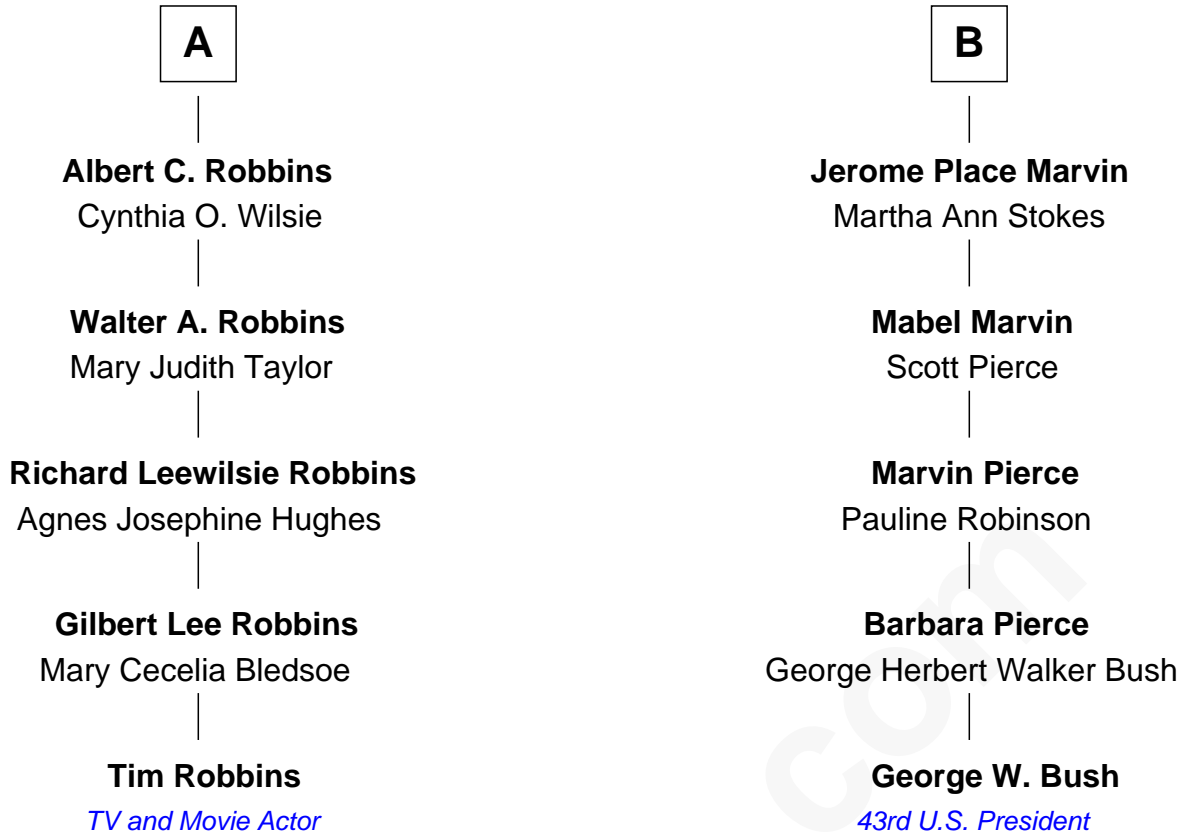 A
Albert C. Robbins
Cynthia O. Wilsie
Walter A. Robbins
Mary Judith Taylor
Richard Leewilsie Robbins
Agnes Josephine Hughes
Gilbert Lee Robbins
Mary Cecelia Bledsoe
Tim Robbins
TV and Movie Actor
B
Jerome Place Marvin
Martha Ann Stokes
Mabel Marvin
Scott Pierce
Marvin Pierce
Pauline Robinson
Barbara Pierce
George Herbert Walker Bush
George W. Bush
43rd U.S. President
com